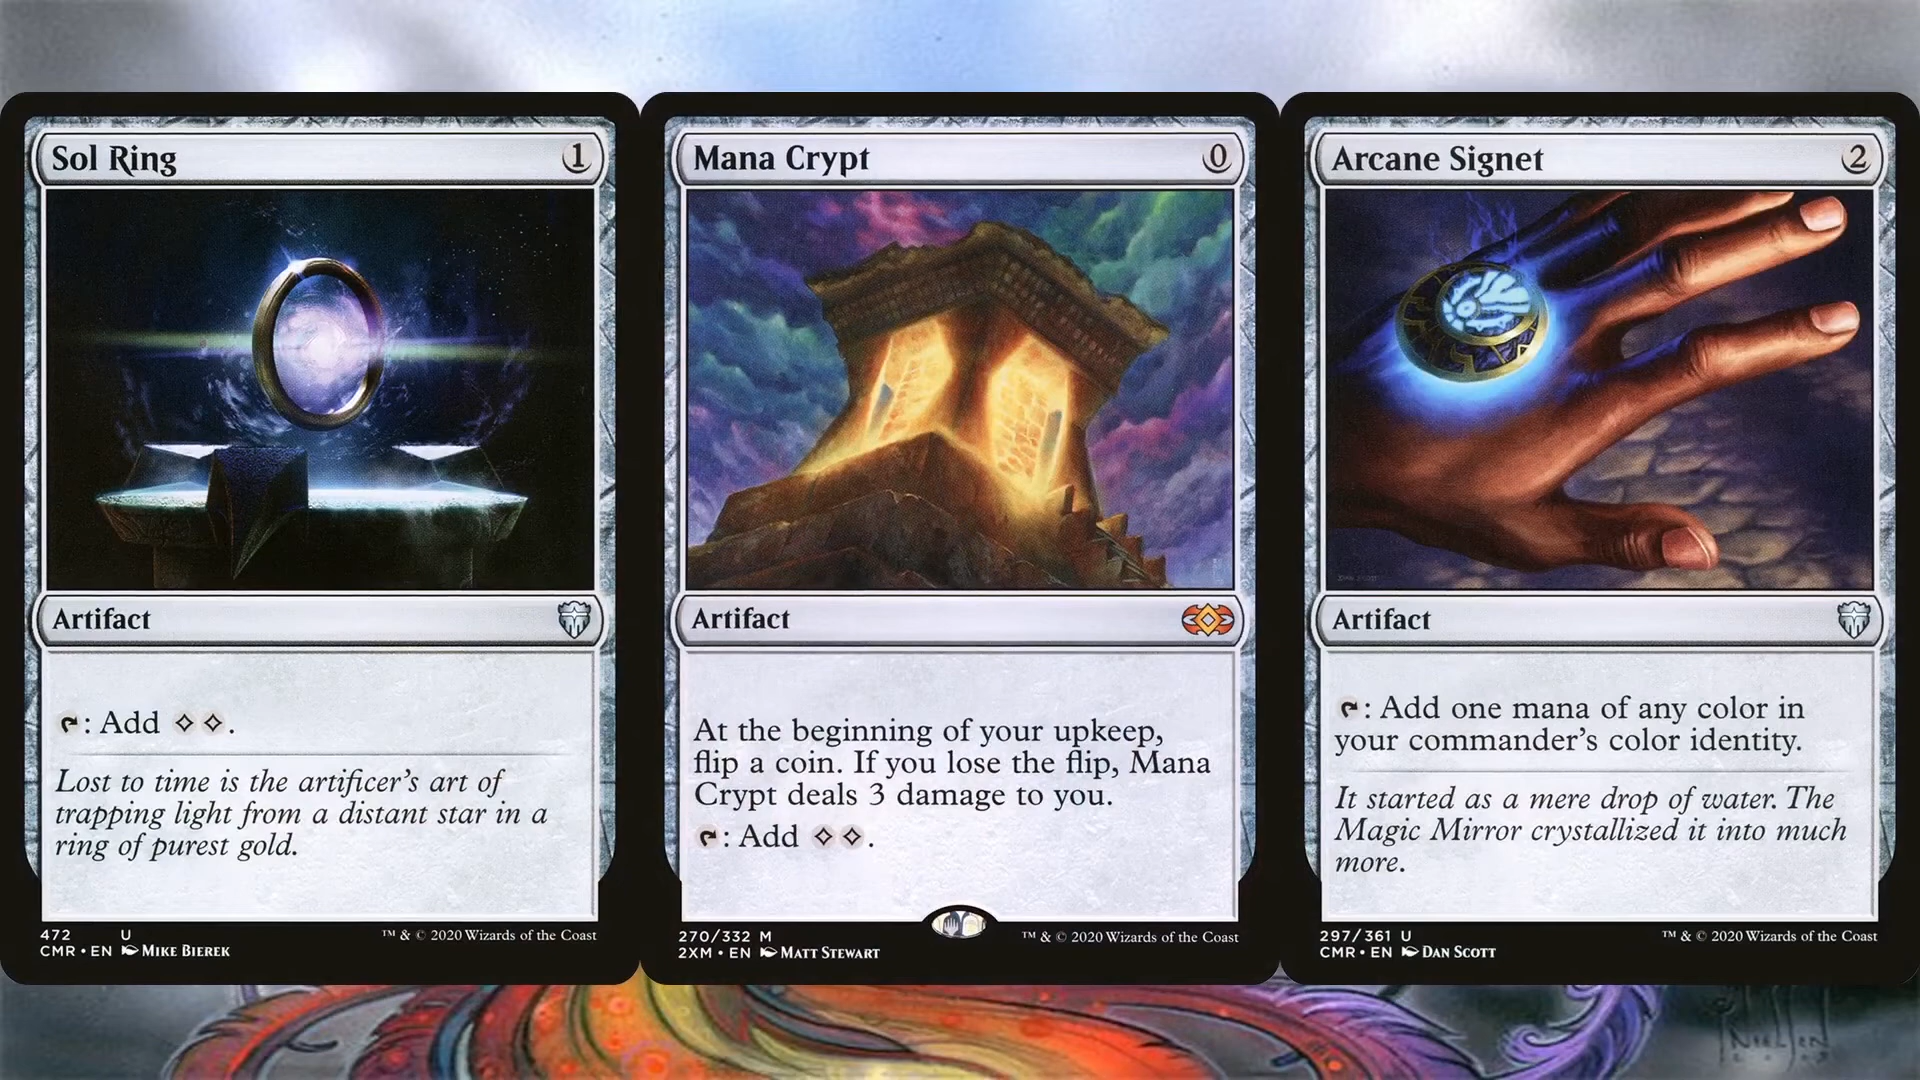 Sol Ring 1
Artifact
: Add .
Lost to time is the artificer's art of
trapping light from a distant star in a
ring of purest gold.
472 U
CMR • EN MIKE BIEREK
™ & © 2020 Wizards of the Coast
Mana Crypt 0
Artifact
At the beginning of your upkeep,
flip a coin. If you lose the flip, Mana
Crypt deals 3 damage to you.
: Add .
270/332 M
2XM • EN MATT STEWART
™ & © 2020 Wizards of the Coast
Arcane Signet 2
Artifact
: Add one mana of any color in
your commander's color identity.
It started as a mere drop of water. The
Magic Mirror crystallized it into much
more.
297/361 U
CMR • EN DAN SCOTT
™ & © 2020 Wizards of the Coast